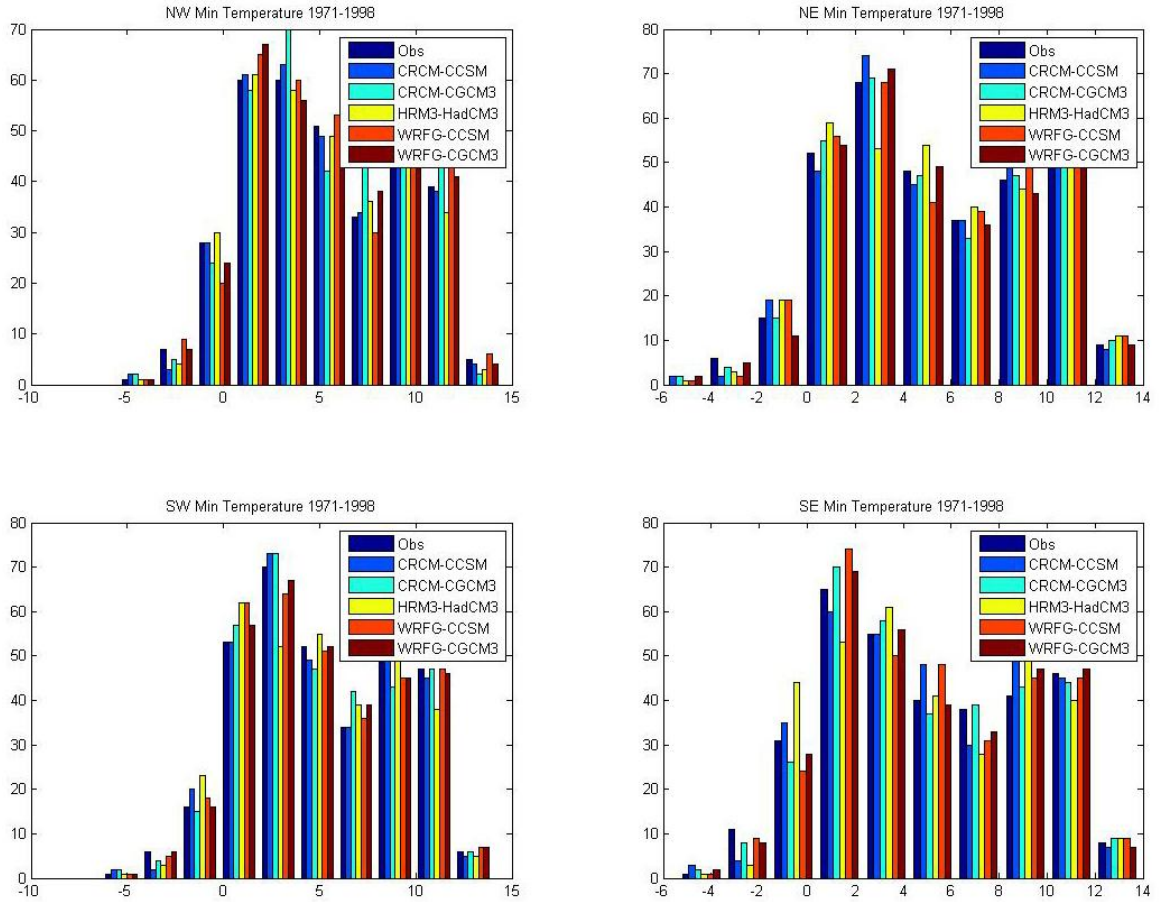 NW Min Temperature 1971-1998
70
60
50
40
30
20
10
0
-10
-5
0
5
10
15
Obs
CRCM-CCSM
CRCM-CGCM3
HRM3-HadCM3
WRFG-CCSM
WRFG-CGCM3
NE Min Temperature 1971-1998
80
70
60
50
40
30
20
10
0
-6
-4
-2
0
2
4
6
8
10
12
14
Obs
CRCM-CCSM
CRCM-CGCM3
HRM3-HadCM3
WRFG-CCSM
WRFG-CGCM3
SW Min Temperature 1971-1998
80
70
60
50
40
30
20
10
0
-10
-5
0
5
10
15
Obs
CRCM-CCSM
CRCM-CGCM3
HRM3-HadCM3
WRFG-CCSM
WRFG-CGCM3
SE Min Temperature 1971-1998
80
70
60
50
40
30
20
10
0
-6
-4
-2
0
2
4
6
8
10
12
14
Obs
CRCM-CCSM
CRCM-CGCM3
HRM3-HadCM3
WRFG-CCSM
WRFG-CGCM3